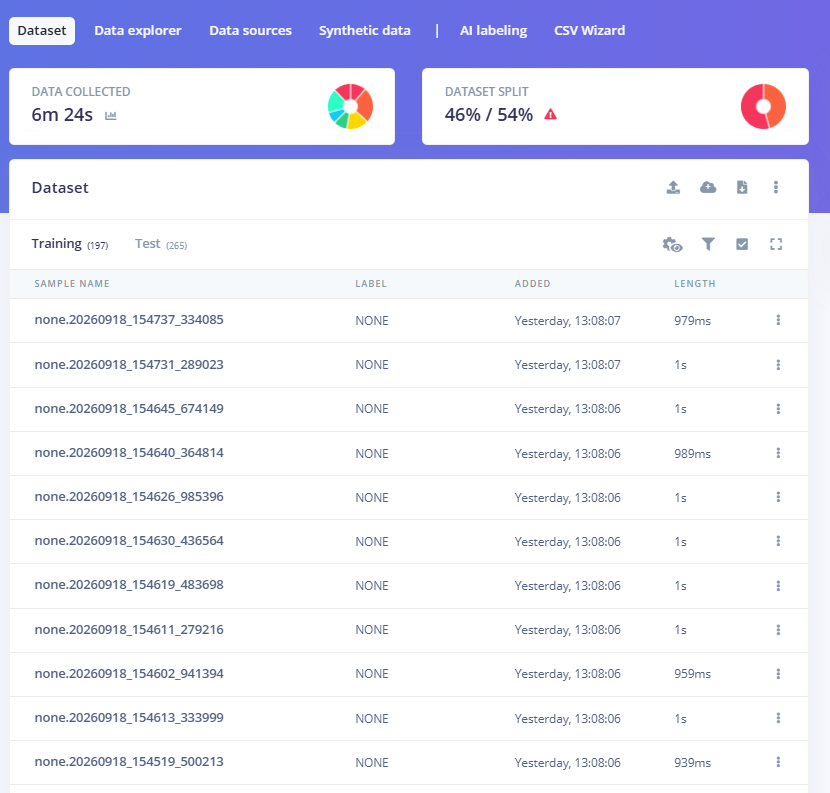 Dataset Data explorer Data sources Synthetic data | AI labeling CSV Wizard
DATA COLLECTED
6m 24s
DATASET SPLIT
46% / 54%
Dataset
Training (197) Test (265)
SAMPLE NAME LABEL ADDED LENGTH
none.20260918_154737_334085 NONE Yesterday, 13:08:07 979ms
none.20260918_154731_289023 NONE Yesterday, 13:08:07 1s
none.20260918_154645_674149 NONE Yesterday, 13:08:06 1s
none.20260918_154640_364814 NONE Yesterday, 13:08:06 989ms
none.20260918_154626_985396 NONE Yesterday, 13:08:06 1s
none.20260918_154630_436564 NONE Yesterday, 13:08:06 1s
none.20260918_154619_483698 NONE Yesterday, 13:08:06 1s
none.20260918_154611_279216 NONE Yesterday, 13:08:06 1s
none.20260918_154602_941394 NONE Yesterday, 13:08:06 959ms
none.20260918_154613_333999 NONE Yesterday, 13:08:06 1s
none.20260918_154519_500213 NONE Yesterday, 13:08:06 939ms